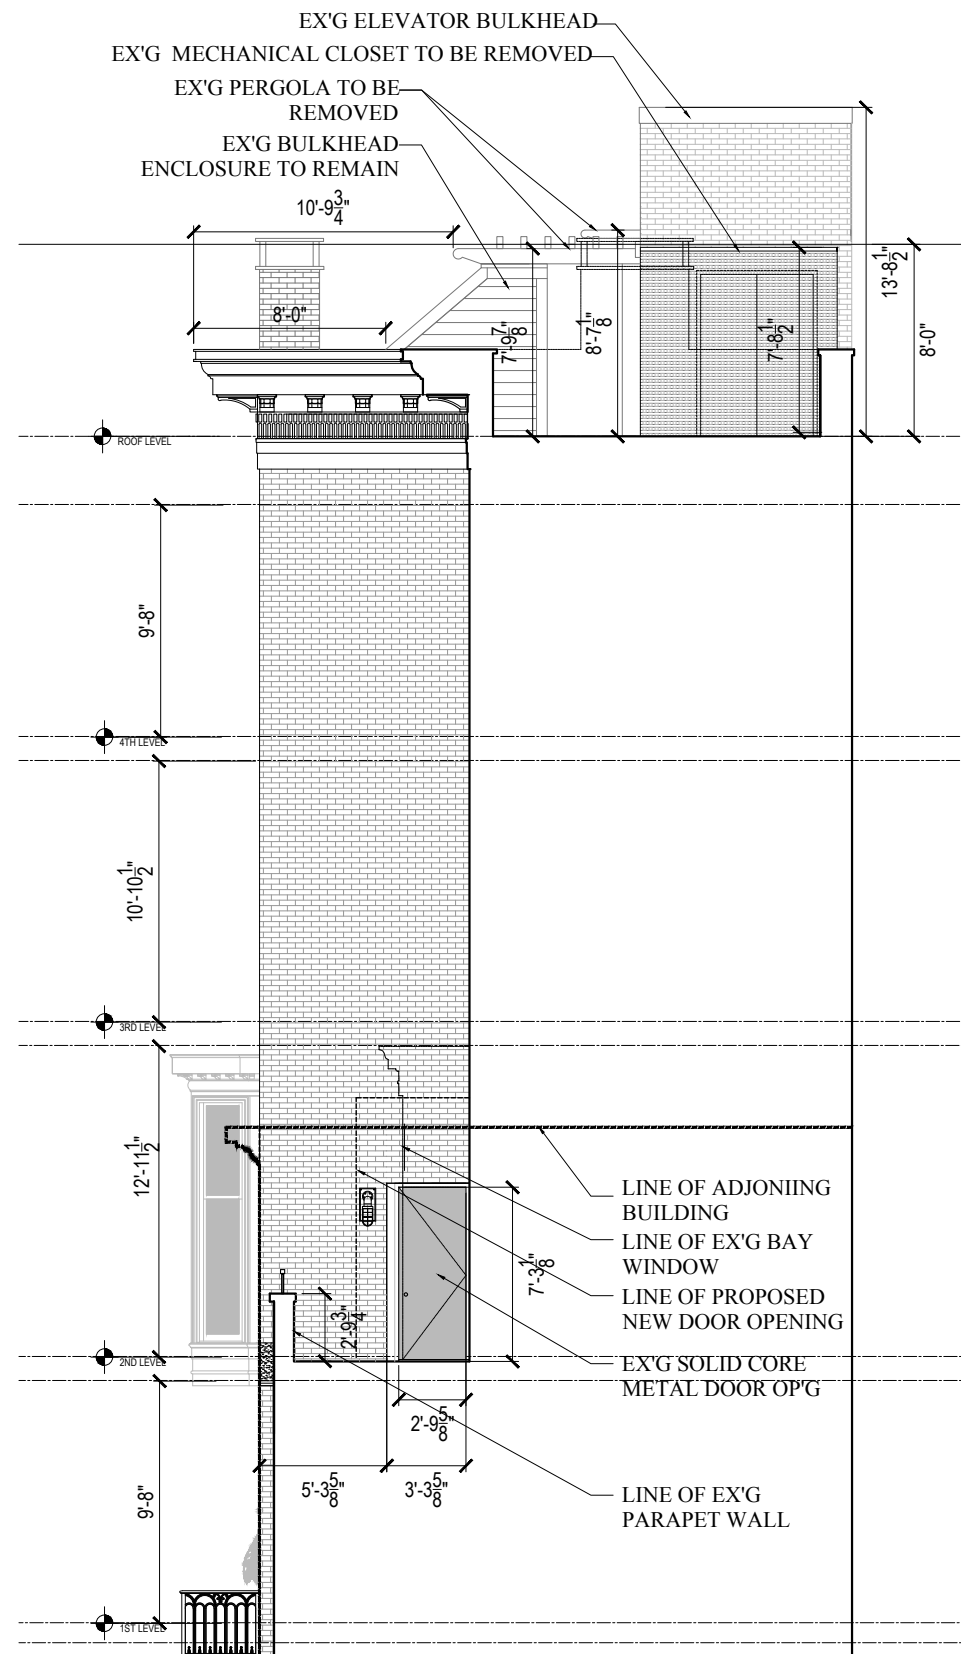 EX'G ELEVATOR BULKHEAD
EX'G MECHANICAL CLOSET TO BE REMOVED
EX'G PERGOLA TO BE
REMOVED
EX'G BULKHEAD
ENCLOSURE TO REMAIN
10'-9 3/4"
8'-0"
7'-9 7/8"
8'-7 1/8"
7'-8 1/2"
13'-8 1/2"
8'-0"
ROOF LEVEL
9'-8"
4TH LEVEL
10'-10 1/2"
3RD LEVEL
12'-11 1/2"
LINE OF ADJONIING
BUILDING
LINE OF EX'G BAY
WINDOW
LINE OF PROPOSED
NEW DOOR OPENING
EX'G SOLID CORE
METAL DOOR OP'G
7'-3 1/8"
2'-9 3/4"
2ND LEVEL
2'-9 5/8"
5'-3 5/8"
3'-3 5/8"
LINE OF EX'G
PARAPET WALL
9'-8"
1ST LEVEL